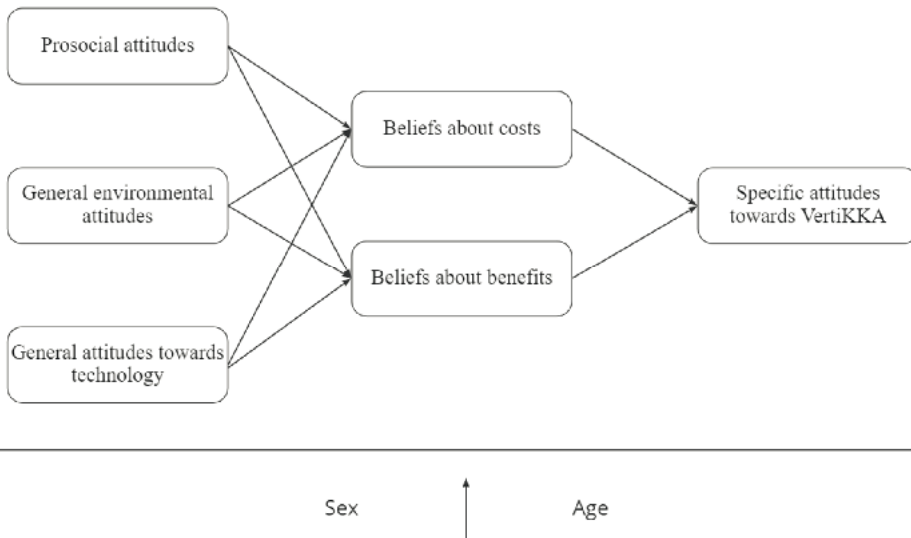 Prosocial attitudes
General environmental
attitudes
General attitudes towards
technology
Beliefs about costs
Beliefs about benefits
Specific attitudes
towards VertiKKA
Sex
Age